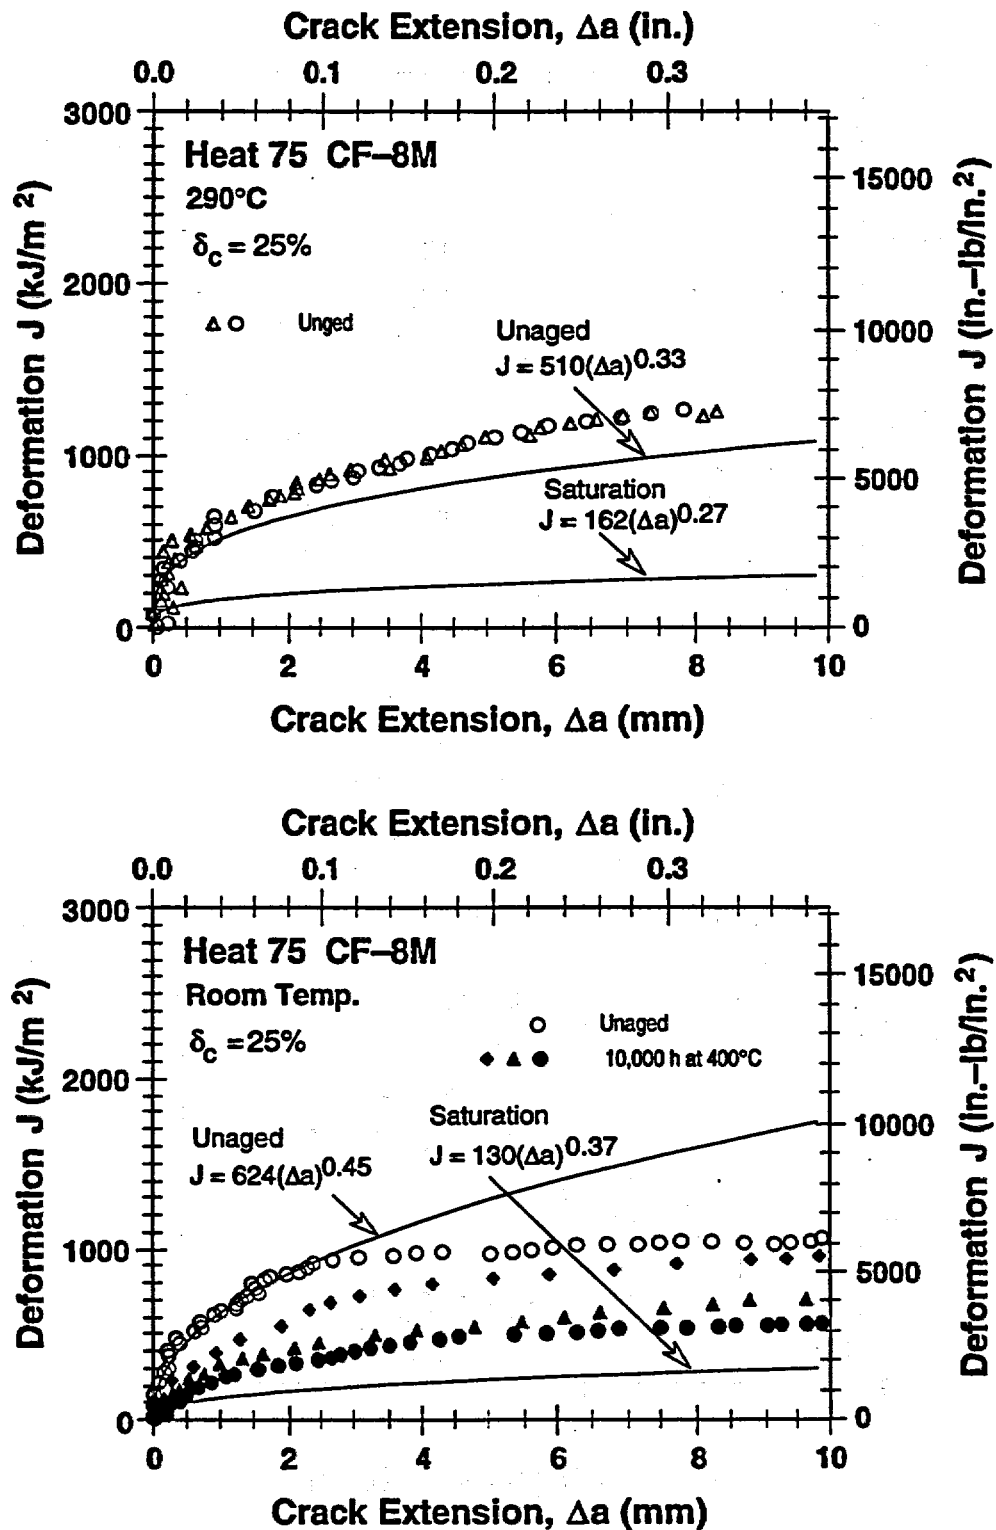 Crack Extension, Δa (in.)
0.0 0.1 0.2 0.3
3000
2000
1000
0
Deformation J (kJ/m ²)
Heat 75 CF–8M
290°C
δc = 25%
Unged
Unaged
J = 510(Δa)0.33
Saturation
J = 162(Δa)0.27
15000
10000
5000
0
Deformation J (in.–lb/in.²)
0 2 4 6 8 10
Crack Extension, Δa (mm)
Crack Extension, Δa (in.)
0.0 0.1 0.2 0.3
3000
2000
1000
0
Deformation J (kJ/m ²)
Heat 75 CF–8M
Room Temp.
δc =25%
Unaged
10,000 h at 400°C
Unaged
J = 624(Δa)0.45
Saturation
J = 130(Δa)0.37
15000
10000
5000
0
Deformation J (in.–lb/in.²)
0 2 4 6 8 10
Crack Extension, Δa (mm)